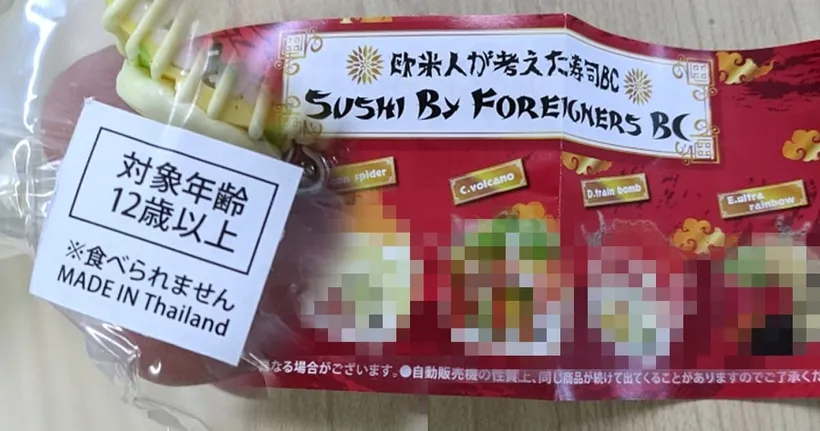 欧米人が考えた寿司BC
SUSHI BY FOREIGNERS BC
spider
C.volcano
D.train bomb
E.ultra
rainbow
対象年齢
12歳以上
※食べられません
MADE IN Thailand
なる場合がございます。●自動販売機の性質上、同じ商品が続けて出てくることがありますのでご了承くだ